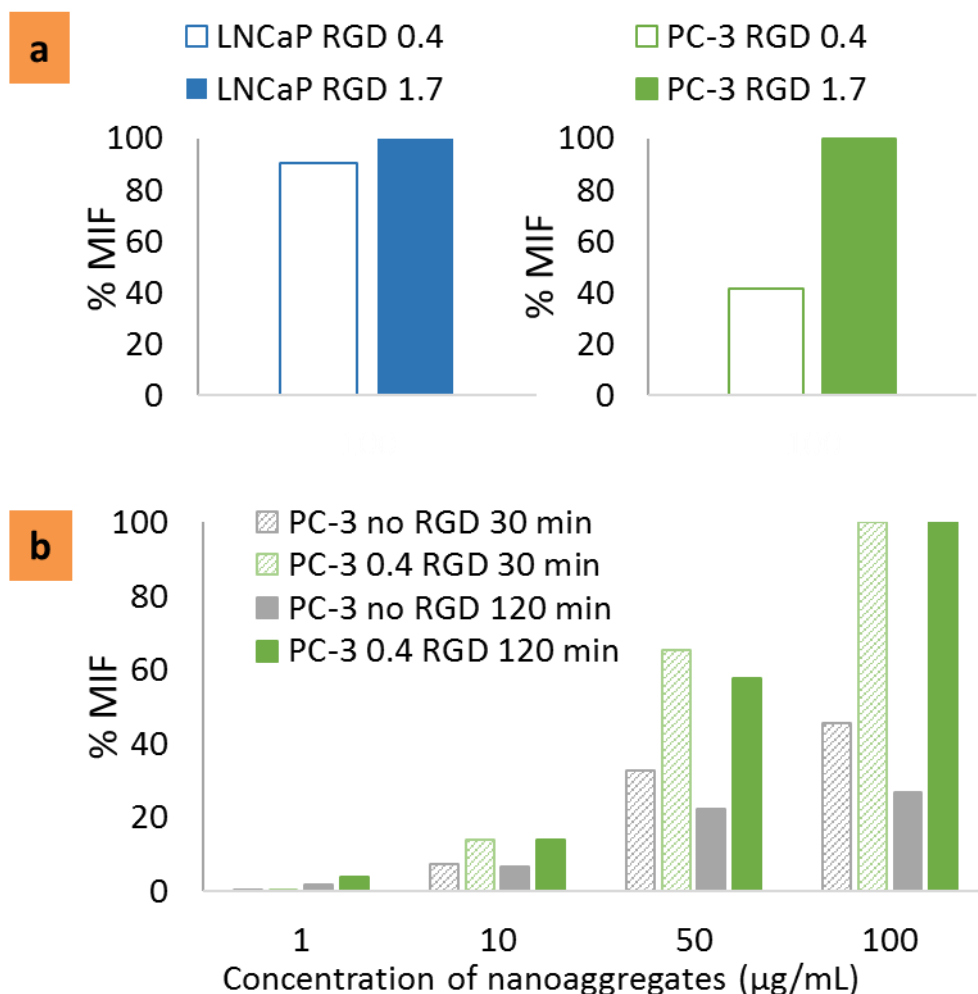 a
LNCaP RGD 0.4
LNCaP RGD 1.7
PC-3 RGD 0.4
PC-3 RGD 1.7
% MIF
100
80
60
40
20
0
% MIF
100
80
60
40
20
0
b
PC-3 no RGD 30 min
PC-3 0.4 RGD 30 min
PC-3 no RGD 120 min
PC-3 0.4 RGD 120 min
% MIF
100
80
60
40
20
0
1 10 50 100
Concentration of nanoaggregates (µg/mL)